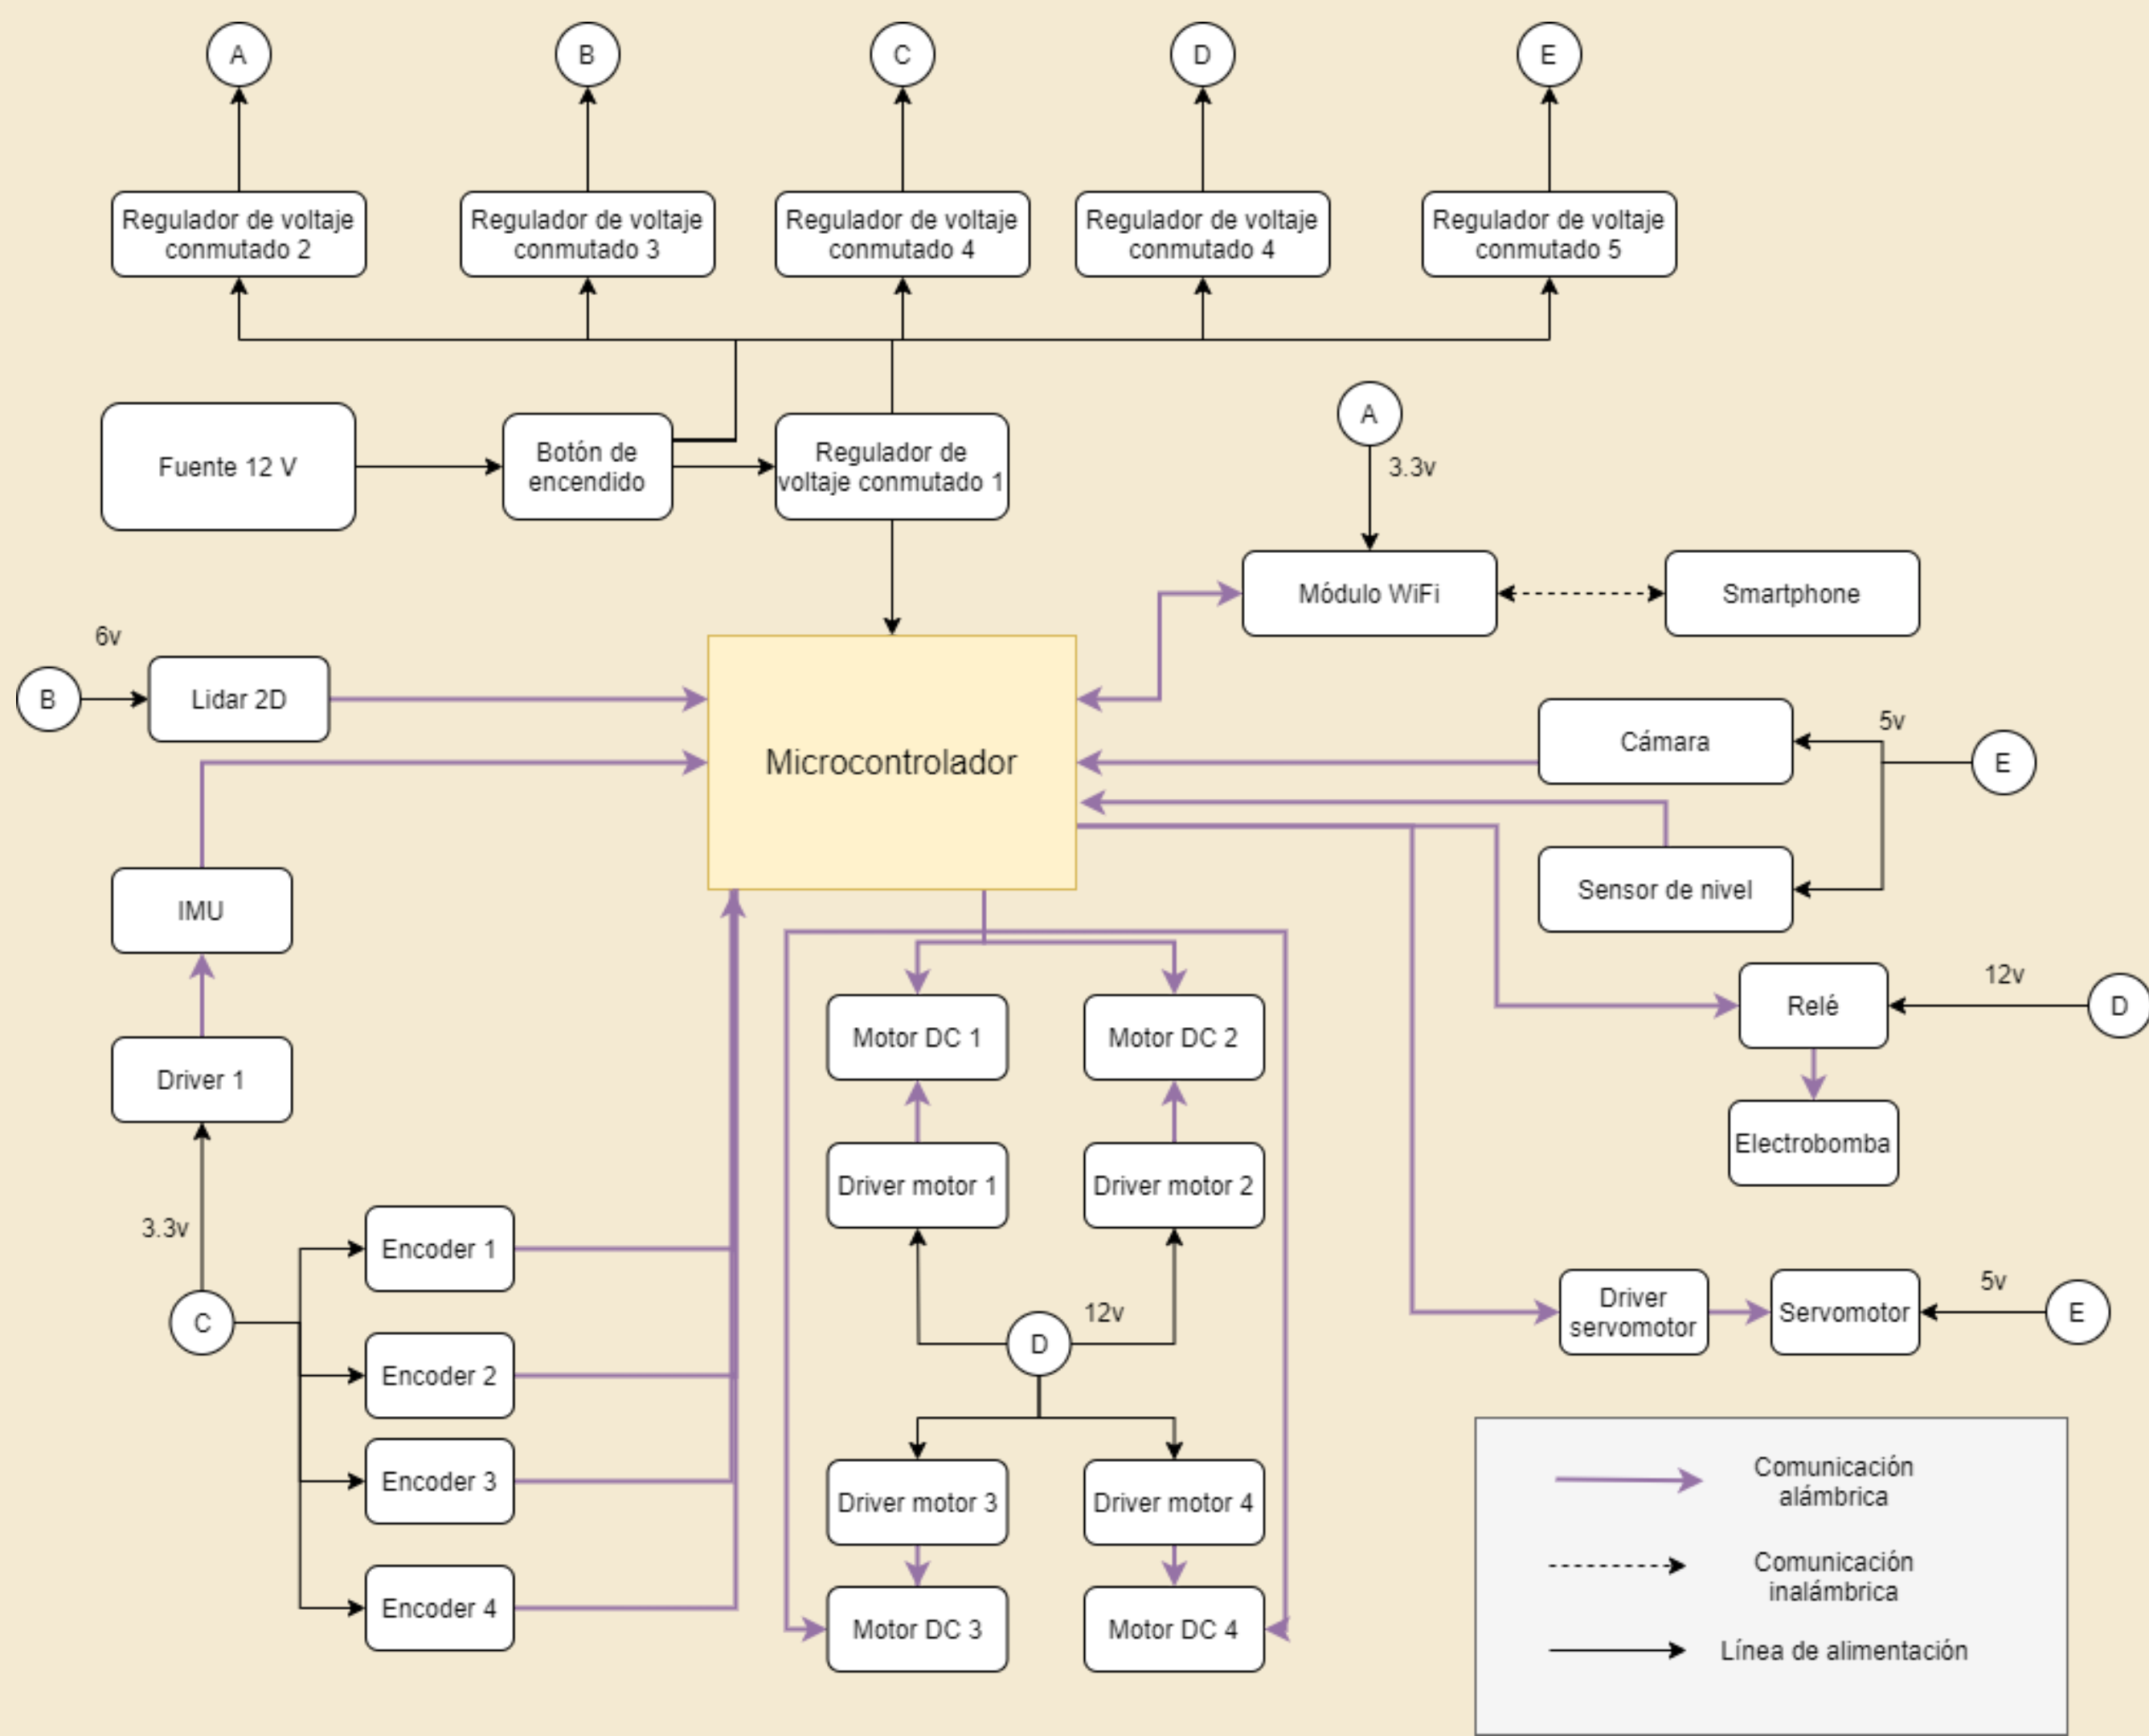 A
B
C
D
E
Regulador de voltaje
conmutado 2
Regulador de voltaje
conmutado 3
Regulador de voltaje
conmutado 4
Regulador de voltaje
conmutado 4
Regulador de voltaje
conmutado 5
Fuente 12 V
Botón de
encendido
Regulador de
voltaje conmutado 1
A
3.3v
Módulo WiFi
Smartphone
6v
B
Lidar 2D
Microcontrolador
Cámara
5v
E
Sensor de nivel
IMU
Driver 1
3.3v
C
Encoder 1
Encoder 2
Encoder 3
Encoder 4
Motor DC 1
Motor DC 2
Driver motor 1
Driver motor 2
D
12v
Driver motor 3
Driver motor 4
Motor DC 3
Motor DC 4
Relé
12v
D
Electrobomba
Driver
servomotor
Servomotor
5v
E
Comunicación
alámbrica
Comunicación
inalámbrica
Línea de alimentación